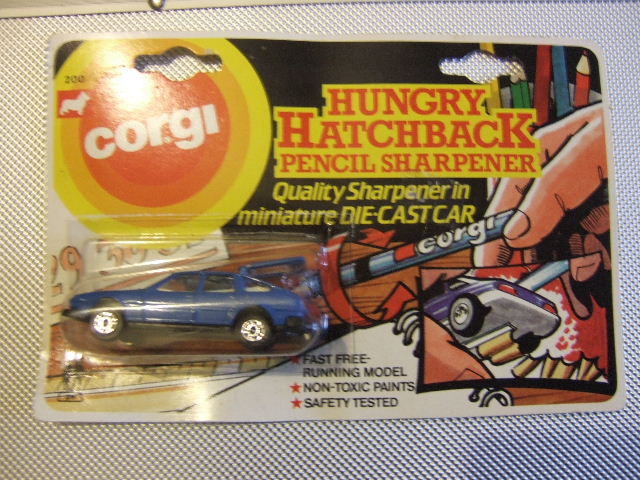 200
corgi
HUNGRY
HATCHBACK
PENCIL SHARPENER
Quality Sharpener in
miniature DIE-CAST CAR
corgi
29
★ FAST FREE-
RUNNING MODEL
★ NON-TOXIC PAINTS
★ SAFETY TESTED